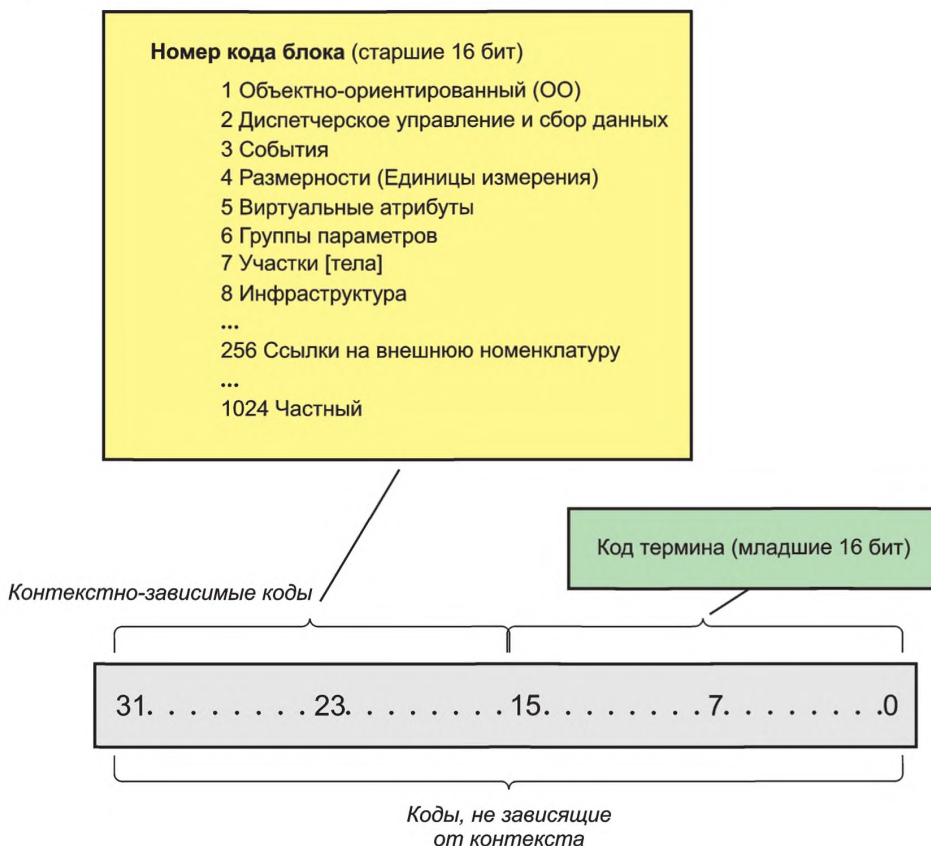 Номер кода блока (старшие 16 бит)
1 Объектно-ориентированный (ОО)
2 Диспетчерское управление и сбор данных
3 События
4 Размерности (Единицы измерения)
5 Виртуальные атрибуты
6 Группы параметров
7 Участки [тела]
8 Инфраструктура
...
256 Ссылки на внешнюю номенклатуру
...
1024 Частный
Код термина (младшие 16 бит)
Контекстно-зависимые коды
31. . . . . . . . 23. . . . . . . . 15. . . . . . . . 7. . . . . . . .0
Коды, не зависящие
от контекста